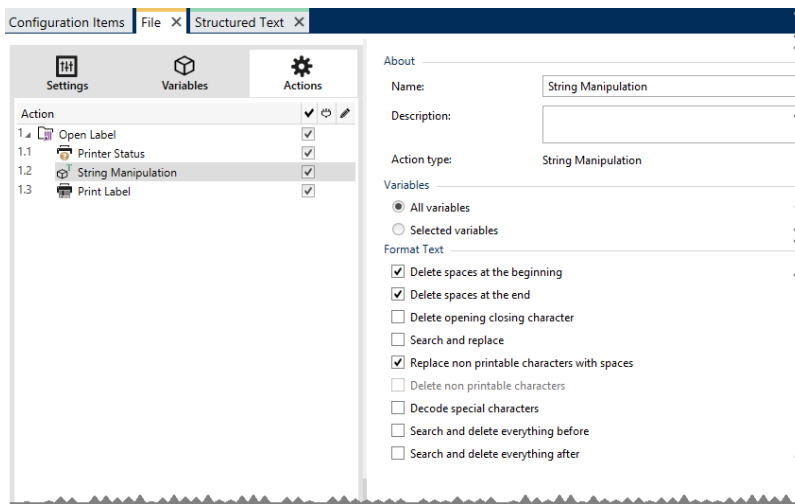 Configuration Items File Structured Text
Settings Variables Actions
Action
1 Open Label
1.1 Printer Status
1.2 String Manipulation
1.3 Print Label
About
Name: String Manipulation
Description:
Action type: String Manipulation
Variables
All variables
Selected variables
Format Text
Delete spaces at the beginning
Delete spaces at the end
Delete opening closing character
Search and replace
Replace non printable characters with spaces
Delete non printable characters
Decode special characters
Search and delete everything before
Search and delete everything after